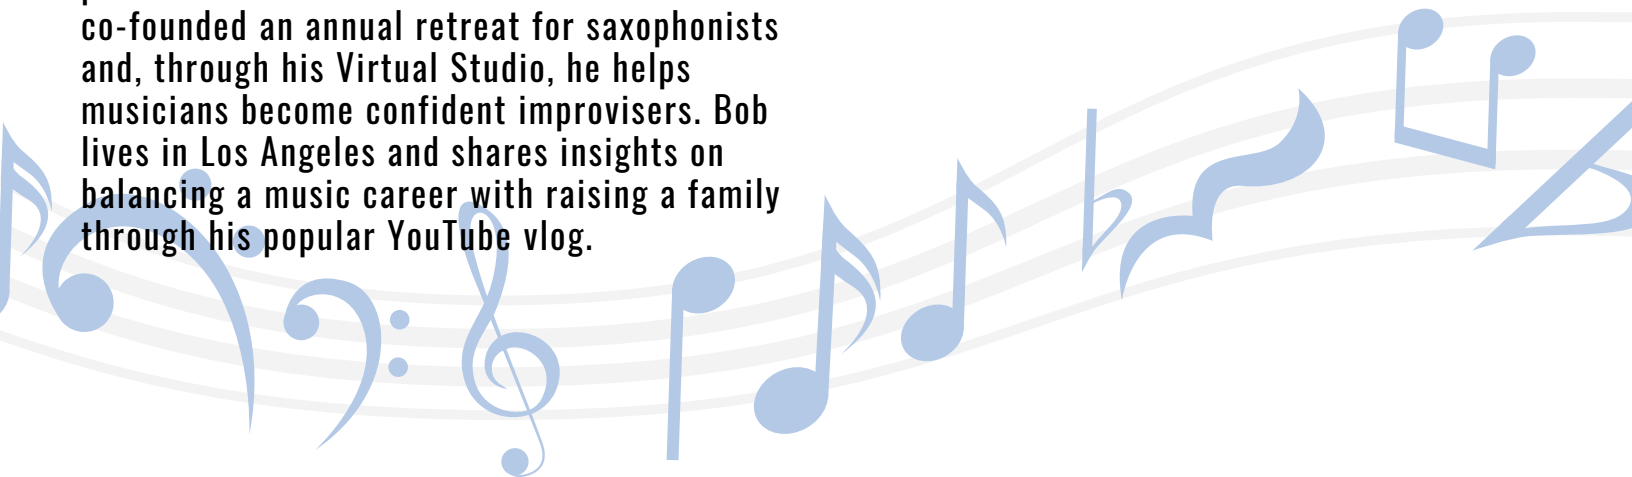 co-founded an annual retreat for saxophonists
and, through his Virtual Studio, he helps
musicians become confident improvisers. Bob
lives in Los Angeles and shares insights on
balancing a music career with raising a family
through his popular YouTube vlog.